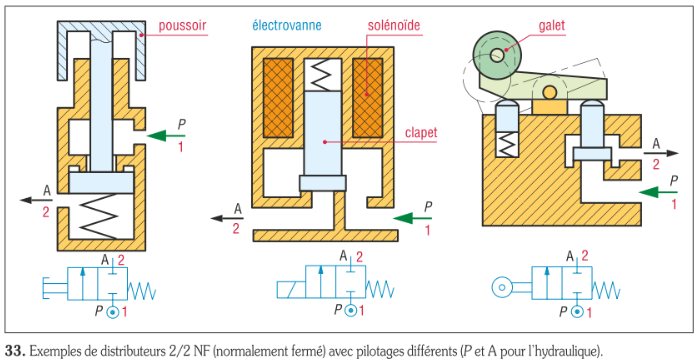 poussoir
électrovanne
solénoïde
galet
clapet
P
1
A
2
A
2
P
1
A
2
P
1
A 2
P 1
A 2
P 1
A 2
P 1
33. Exemples de distributeurs 2/2 NF (normalement fermé) avec pilotages différents (P et A pour l'hydraulique).